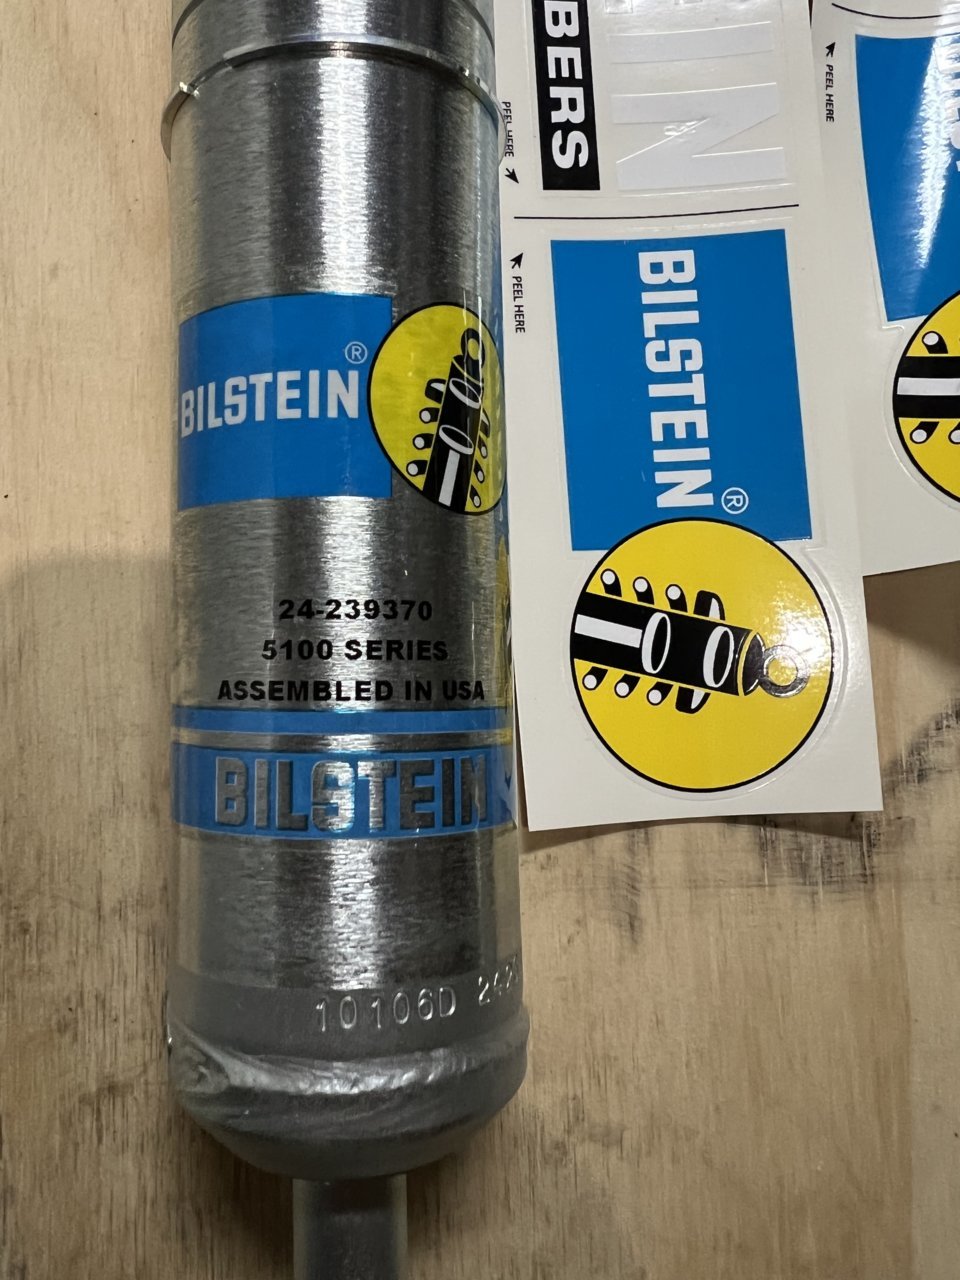 BILSTEIN®
24-239370
5100 SERIES
ASSEMBLED IN USA
BILSTEIN
10106D
BERS
PEEL HERE
PEEL HERE
BILSTEIN®
PEEL HERE